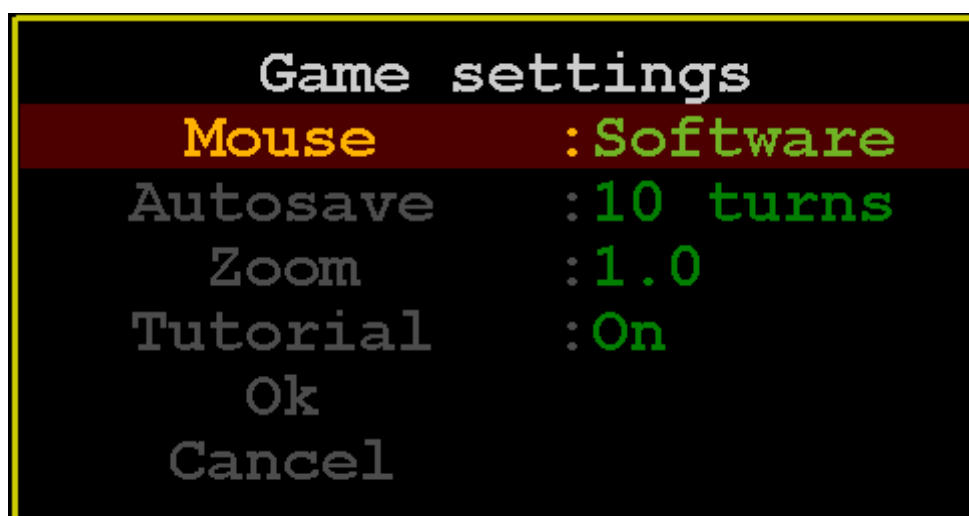 Game settings
Mouse :Software
Autosave :10 turns
Zoom :1.0
Tutorial :On
Ok
Cancel